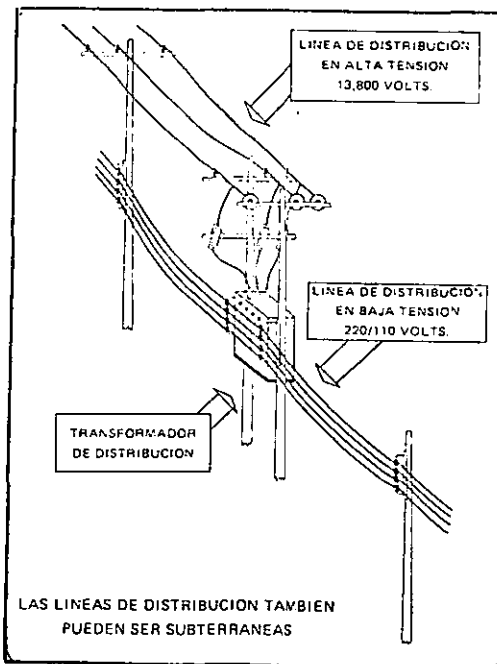 LINEA DE DISTRIBUCION
EN ALTA TENSION
13,800 VOLTS.
LINEA DE DISTRIBUCION
EN BAJA TENSION
220/110 VOLTS.
TRANSFORMADOR
DE DISTRIBUCION
LAS LINEAS DE DISTRIBUCION TAMBIEN
PUEDEN SER SUBTERRANEAS